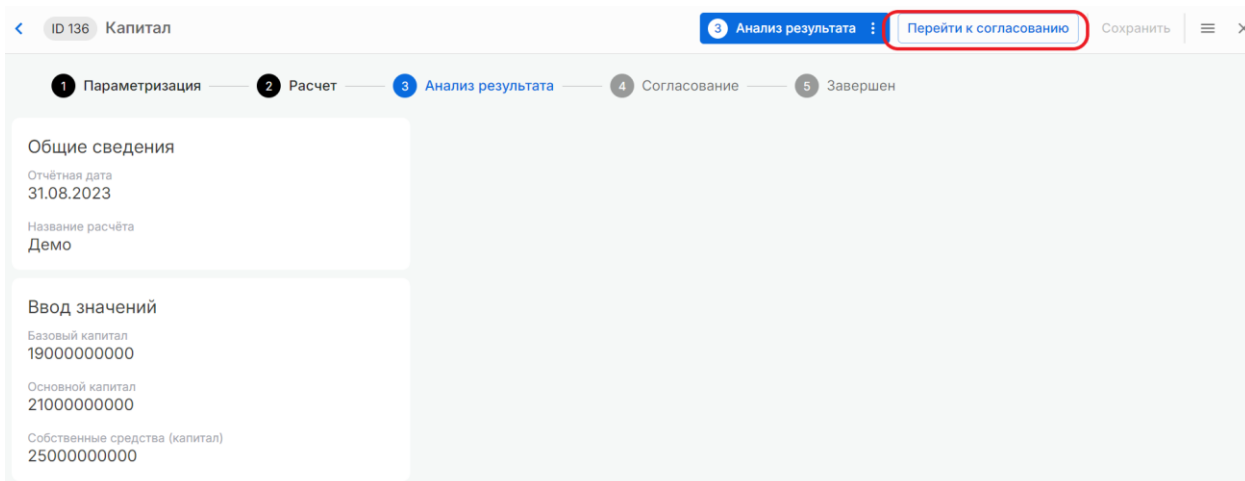 ID 136 Капитал 3 Анализ результата Перейти к согласованию Сохранить
1 Параметризация 2 Расчет 3 Анализ результата 4 Согласование 5 Завершен
Общие сведения
Отчётная дата
31.08.2023
Название расчёта
Демо
Ввод значений
Базовый капитал
19000000000
Основной капитал
21000000000
Собственные средства (капитал)
25000000000